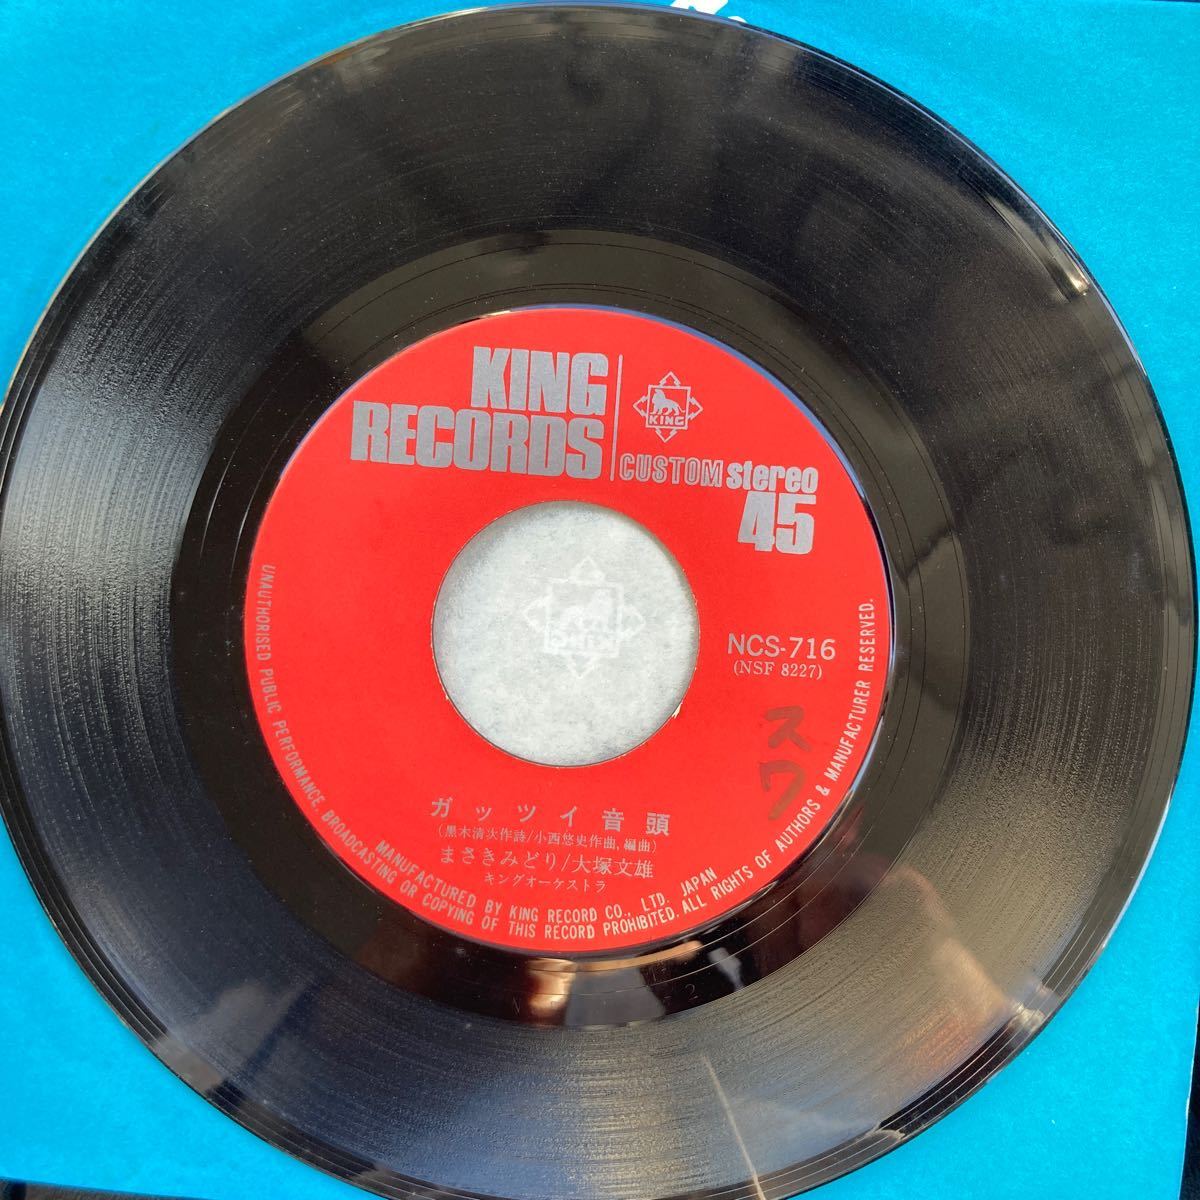 KING
RECORDS
KING
CUSTOM stereo
45
NCS-716
(NSF 8227)
スワ
ガッツイ音頭
(黒木清次作詩/小西悠史作曲,編曲)
まさきみどり/大塚文雄
キングオーケストラ
MANUFACTURED BY KING RECORD CO., LTD. JAPAN
UNAUTHORISED PUBLIC PERFORMANCE, BROADCASTING OR COPYING OF THIS RECORD PROHIBITED. ALL RIGHTS OF AUTHORS & MANUFACTURER RESERVED.